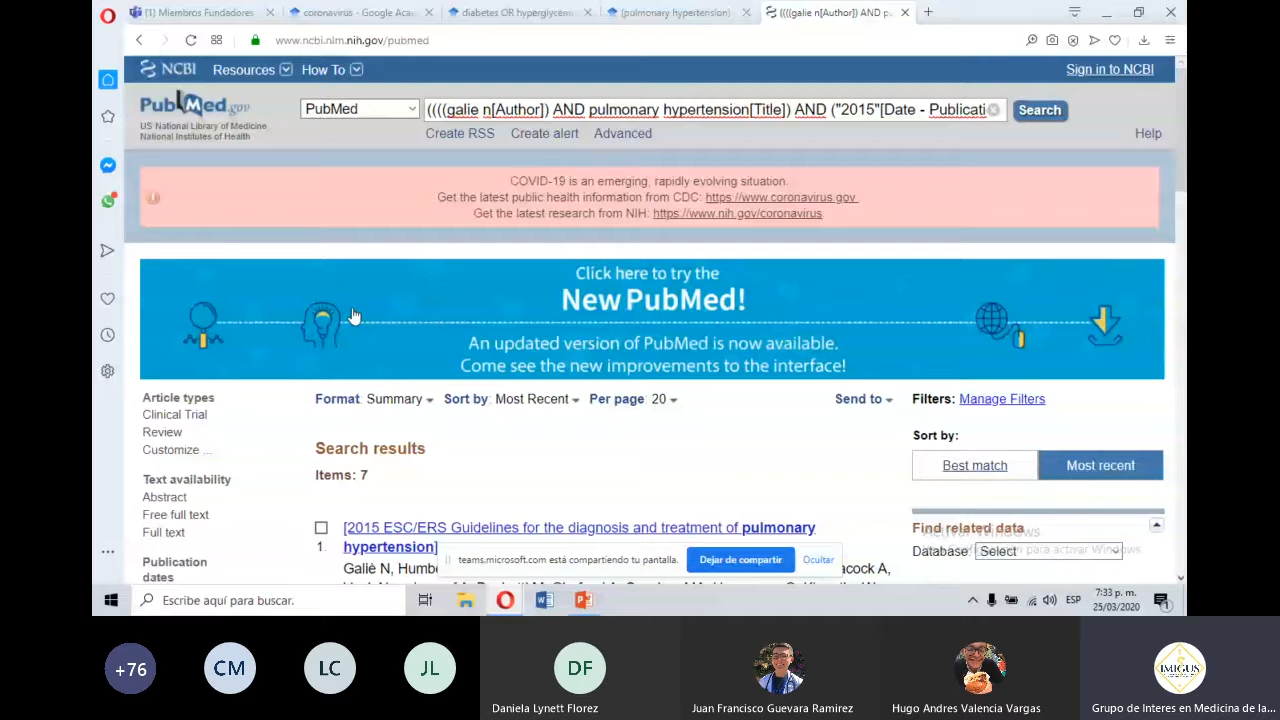 (1) Miembros Fundadores
coronavirus - Google Aca
diabetes OR hyperglycem
(pulmonary hypertension)
((((galie n[Author]) AND p
www.ncbi.nlm.nih.gov/pubmed
NCBI Resources How To
Sign in to NCBI
PubMed.gov
US National Library of Medicine
National Institutes of Health
PubMed
((((galie n[Author]) AND pulmonary hypertension[Title]) AND ("2015"[Date - Publicati
Search
Create RSS Create alert Advanced
Help
COVID-19 is an emerging, rapidly evolving situation.
Get the latest public health information from CDC: https://www.coronavirus.gov
Get the latest research from NIH: https://www.nih.gov/coronavirus
Click here to try the
New PubMed!
An updated version of PubMed is now available.
Come see the new improvements to the interface!
Article types
Clinical Trial
Review
Customize ...
Text availability
Abstract
Free full text
Full text
Publication
dates
Format: Summary Sort by: Most Recent Per page: 20
Send to
Filters: Manage Filters
Search results
Items: 7
Sort by:
Best match
Most recent
[2015 ESC/ERS Guidelines for the diagnosis and treatment of pulmonary
1. hypertension]
Galiè N, Humbe
acock A,
Find related data
Database: Select
Activar Windows
para activar Windows.
teams.microsoft.com está compartiendo tu pantalla.
Dejar de compartir
Ocultar
Escribe aquí para buscar.
ESP
7:33 p. m.
25/03/2020
1
+76
CM
LC
JL
DF
IMIGUS
Daniela Lynett Florez
Juan Francisco Guevara Ramirez
Hugo Andres Valencia Vargas
Grupo de Interes en Medicina de la...